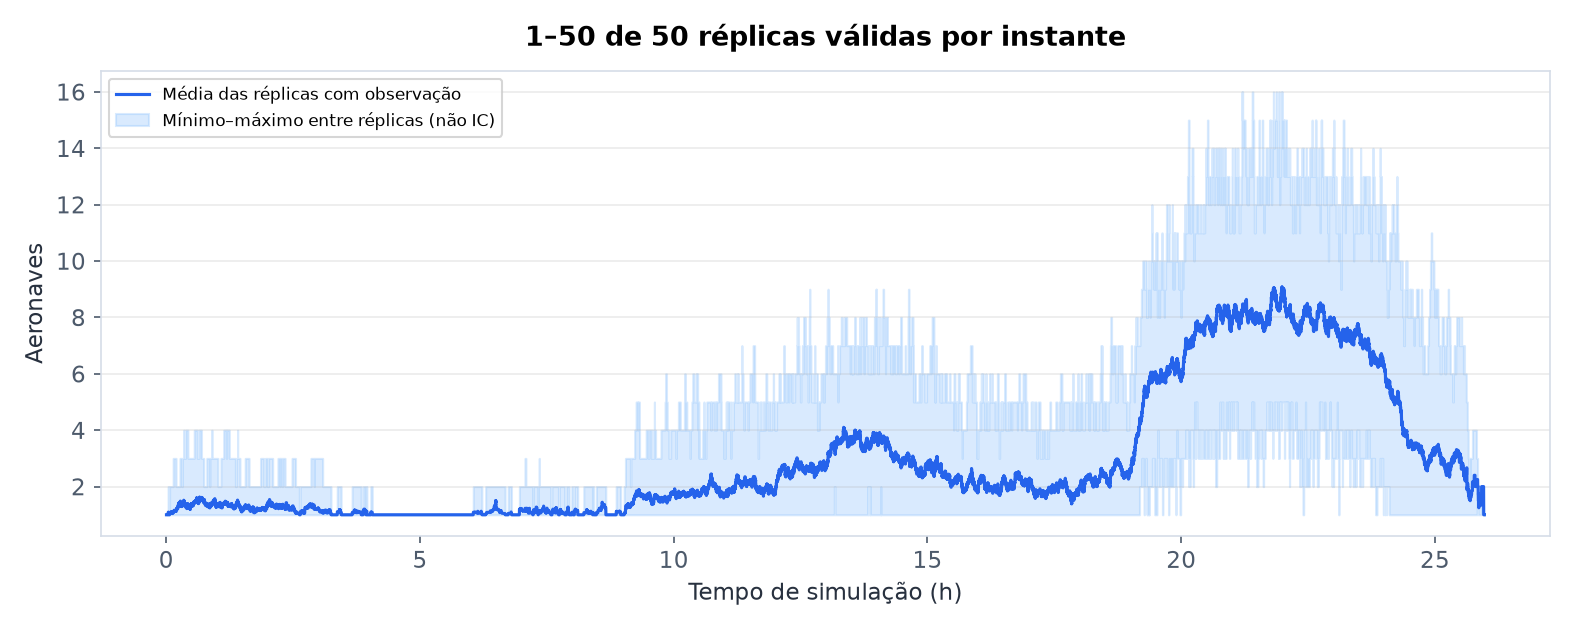 1–50 de 50 réplicas válidas por instante
Média das réplicas com observação
Mínimo–máximo entre réplicas (não IC)
Aeronaves
16
14
12
10
8
6
4
2
0
5
10
15
20
25
Tempo de simulação (h)